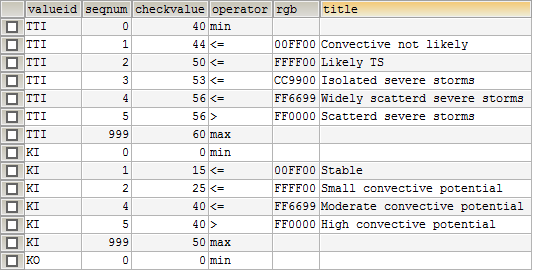 valueid seqnum checkvalue operator rgb title
TTI 0 40 min
TTI 1 44 <= 00FF00 Convective not likely
TTI 2 50 <= FFFF00 Likely TS
TTI 3 53 <= CC9900 Isolated severe storms
TTI 4 56 <= FF6699 Widely scatterd severe storms
TTI 5 56 > FF0000 Scatterd severe storms
TTI 999 60 max
KI 0 0 min
KI 1 15 <= 00FF00 Stable
KI 2 25 <= FFFF00 Small convective potential
KI 4 40 <= FF6699 Moderate convective potential
KI 5 40 > FF0000 High convective potential
KI 999 50 max
KO 0 0 min